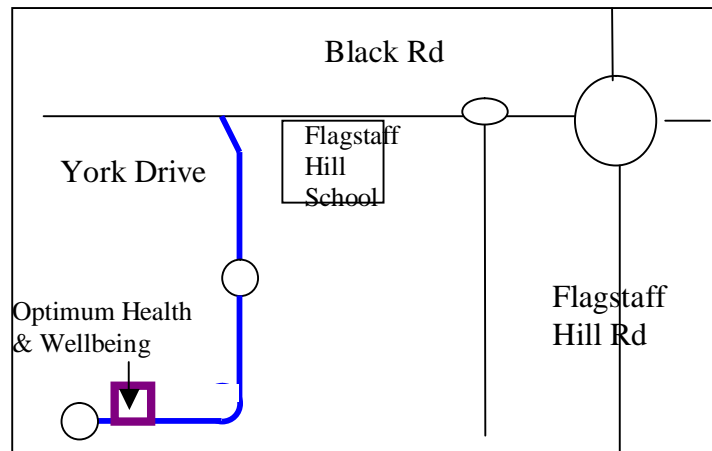 Black Rd
Flagstaff
Hill
School
York Drive
Optimum Health
& Wellbeing
Flagstaff
Hill Rd